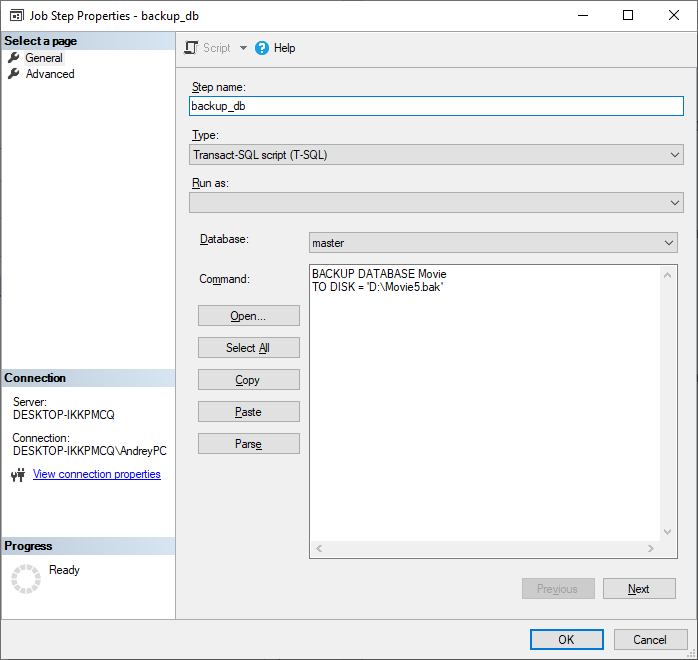 Job Step Properties - backup_db
Select a page
General
Advanced
Script
Help
Step name:
backup_db
Type:
Transact-SQL script (T-SQL)
Run as:
Database:
master
Command:
BACKUP DATABASE Movie
TO DISK = 'D:\Movie5.bak'
Open...
Select All
Copy
Paste
Parse
Connection
Server:
DESKTOP-IKKPMCQ
Connection:
DESKTOP-IKKPMCQ\AndreyPC
View connection properties
Progress
Ready
Previous
Next
OK
Cancel